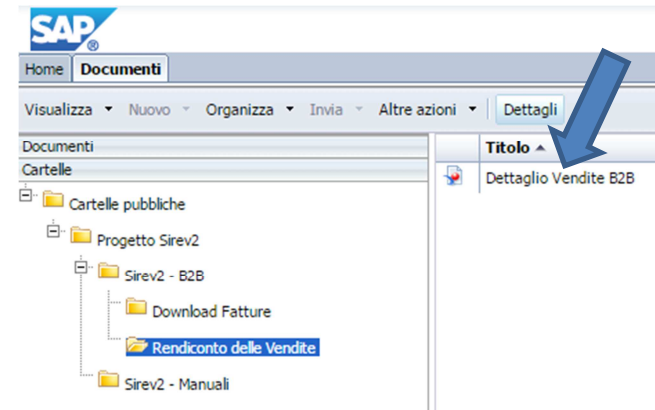 SAP®
Home Documenti
Visualizza Nuovo Organizza Invia Altre azioni Dettagli
Documenti
Cartelle
Cartelle pubbliche
Progetto Sirev2
Sirev2 - B2B
Download Fatture
Rendiconto delle Vendite
Sirev2 - Manuali
Titolo
Dettaglio Vendite B2B